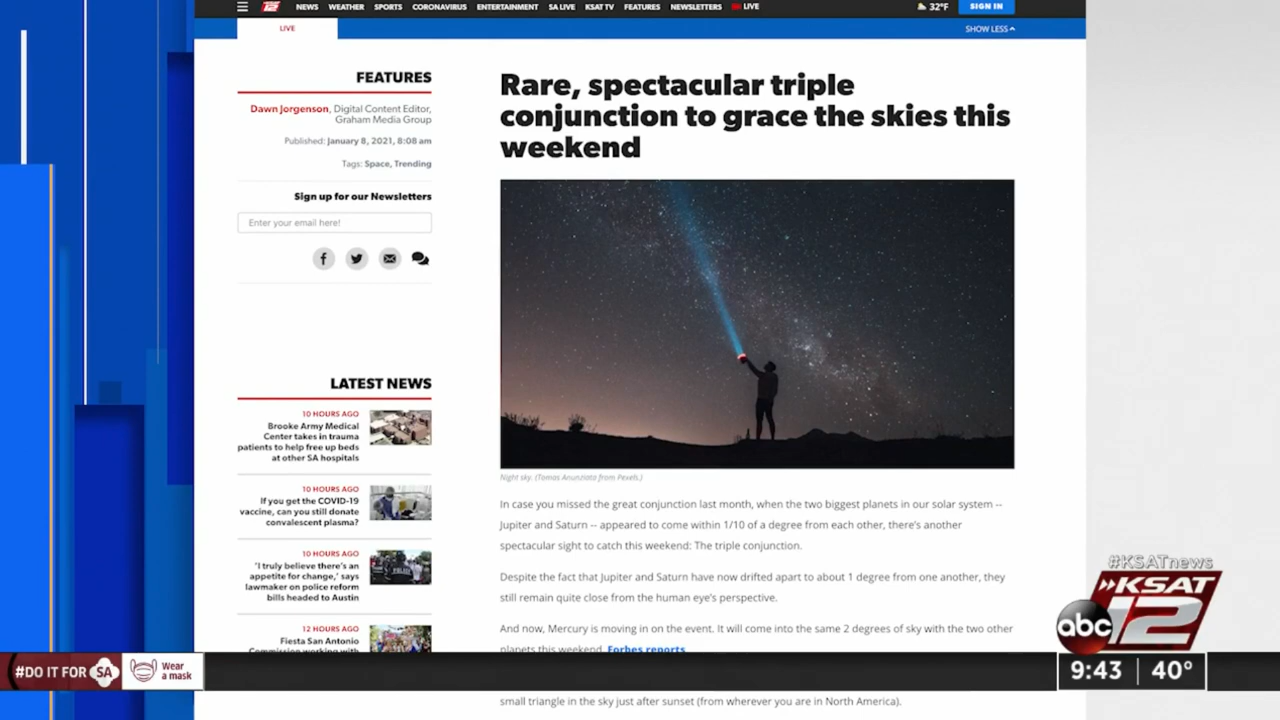 NEWS WEATHER SPORTS CORONAVIRUS ENTERTAINMENT SA LIVE KSAT TV FEATURES NEWSLETTERS LIVE 32°F SIGN IN
LIVE
SHOW LESS
FEATURES
Dawn Jorgenson, Digital Content Editor,
Graham Media Group
Published: January 8, 2021, 8:08 am
Tags: Space, Trending
Sign up for our Newsletters
Enter your email here!
LATEST NEWS
10 HOURS AGO
Brooke Army Medical
Center takes in trauma
patients to help free up beds
at other SA hospitals
10 HOURS AGO
If you get the COVID-19
vaccine, can you still donate
convalescent plasma?
10 HOURS AGO
'I truly believe there's an
appetite for change,' says
lawmaker on police reform
bills headed to Austin
12 HOURS AGO
Fiesta San Antonio
Commission working with
Rare, spectacular triple
conjunction to grace the skies this
weekend
Night sky. (Tomas Anunziata from Pexels.)
In case you missed the great conjunction last month, when the two biggest planets in our solar system --
Jupiter and Saturn -- appeared to come within 1/10 of a degree from each other, there's another
spectacular sight to catch this weekend: The triple conjunction.
Despite the fact that Jupiter and Saturn have now drifted apart to about 1 degree from one another, they
still remain quite close from the human eye's perspective.
And now, Mercury is moving in on the event. It will come into the same 2 degrees of sky with the two other
planets this weekend, Forbes reports.
small triangle in the sky just after sunset (from wherever you are in North America).
#KSATnews
KSAT
abc 12
9:43 40°
#DO IT FOR SA
Wear
a mask